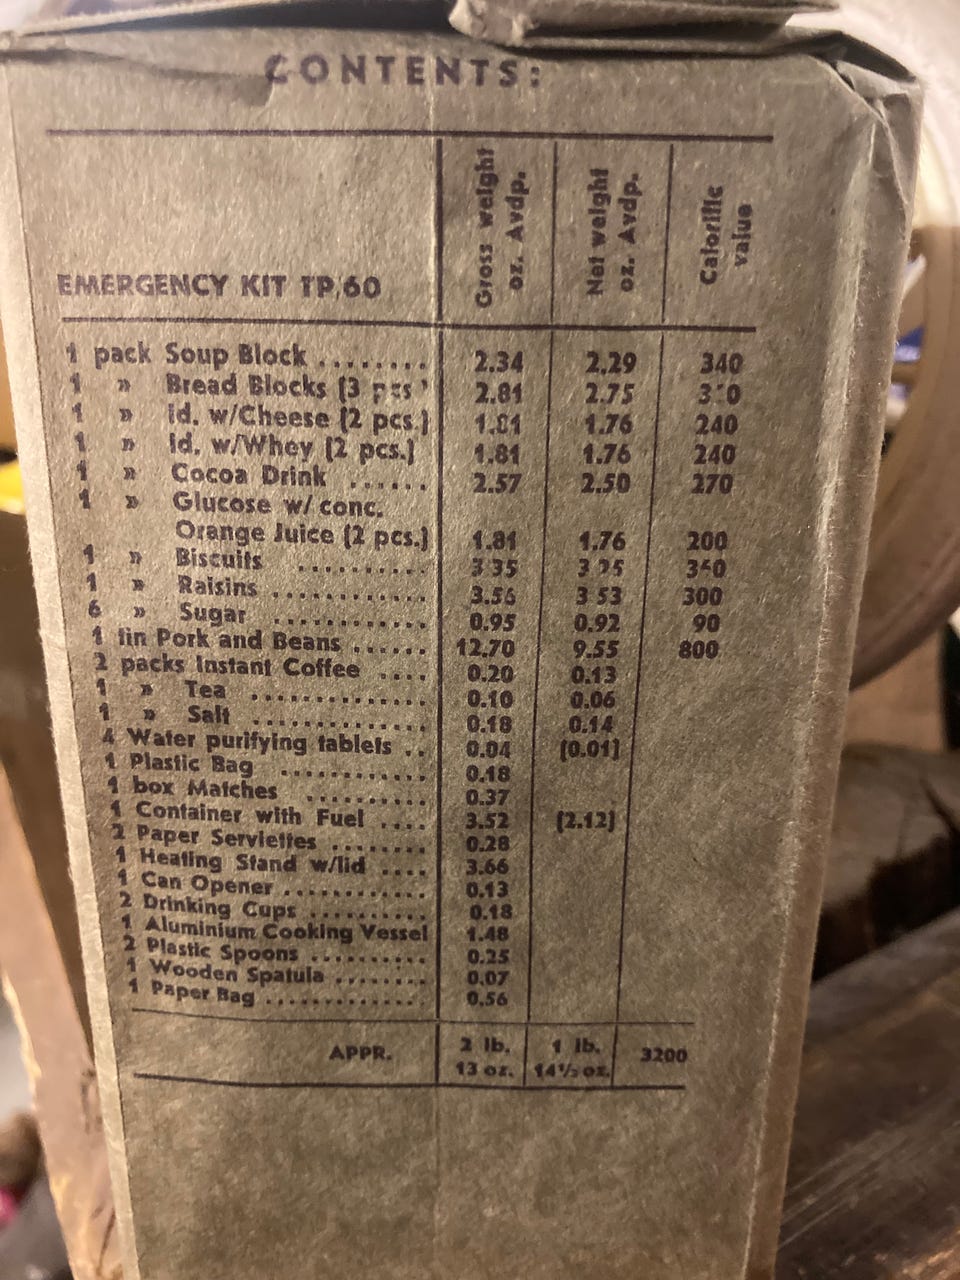 CONTENTS:
EMERGENCY KIT TP,60 Gross weight oz. Avdp. Net weight oz. Avdp. Calorific value
1 pack Soup Block ........ 2.34 2.29 340
1 » Bread Blocks (3 pcs 2.81 2.75
1 » id. w/Cheese (2 pcs.) 1.81 1.76 240
1 » Id. w/Whey (2 pcs.) 1.81 1.76 240
1 » Cocoa Drink ...... 2.57 2.50 270
1 » Glucose w/ conc.
Orange Juice (2 pcs.) 1.81 1.76 200
1 » Biscuits .......... 3 35
1 » Raisins ............ 3.56 3 53 300
6 » Sugar ............ 0.95 0.92 90
1 tin Pork and Beans ...... 12.70 9.55 800
2 packs Instant Coffee .... 0.20 0.13
1 » Tea .............. 0.10 0.06
1 » Salt .............. 0.18 0.14
4 Water purifying tablets .. 0.04 (0.01)
1 Plastic Bag ............ 0.18
1 box Matches .......... 0.37
1 Container with Fuel .... 3.52 (2.12)
2 Paper Serviettes ........ 0.28
1 Heating Stand w/lid .... 3.66
1 Can Opener ............ 0.13
2 Drinking Cups .......... 0.18
1 Aluminium Cooking Vessel 1.48
2 Plastic Spoons .......... 0.25
1 Wooden Spatula ........ 0.07
1 Paper Bag ............. 0.56
APPR. 2 lb. 13 oz. 1 lb. 14½ oz. 3200